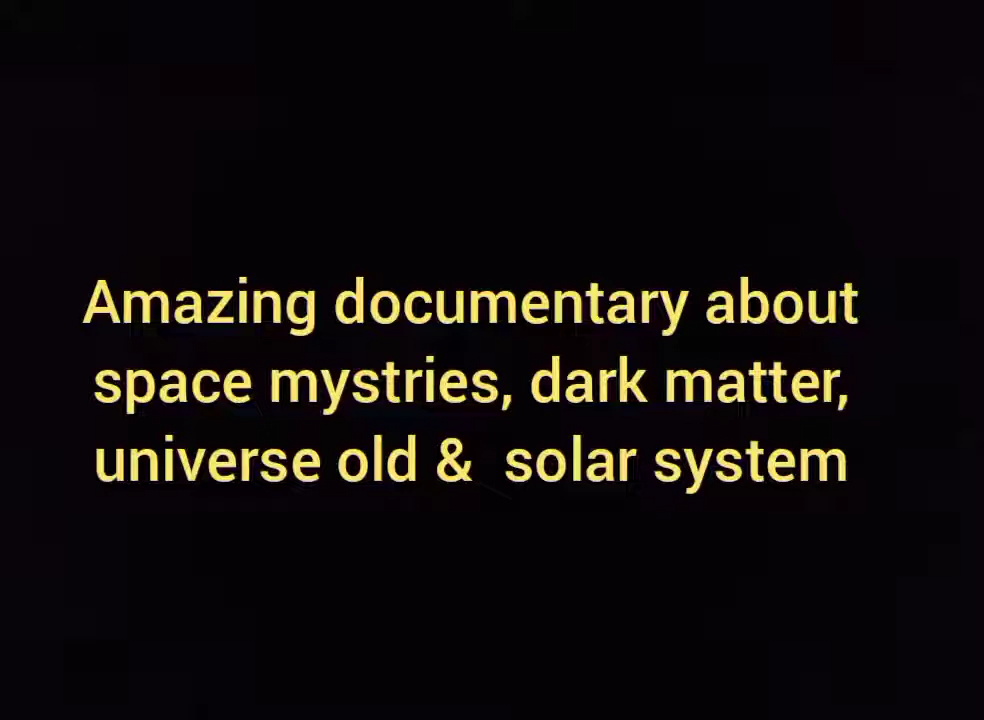 Amazing documentary about
space mystries, dark matter,
universe old & solar system